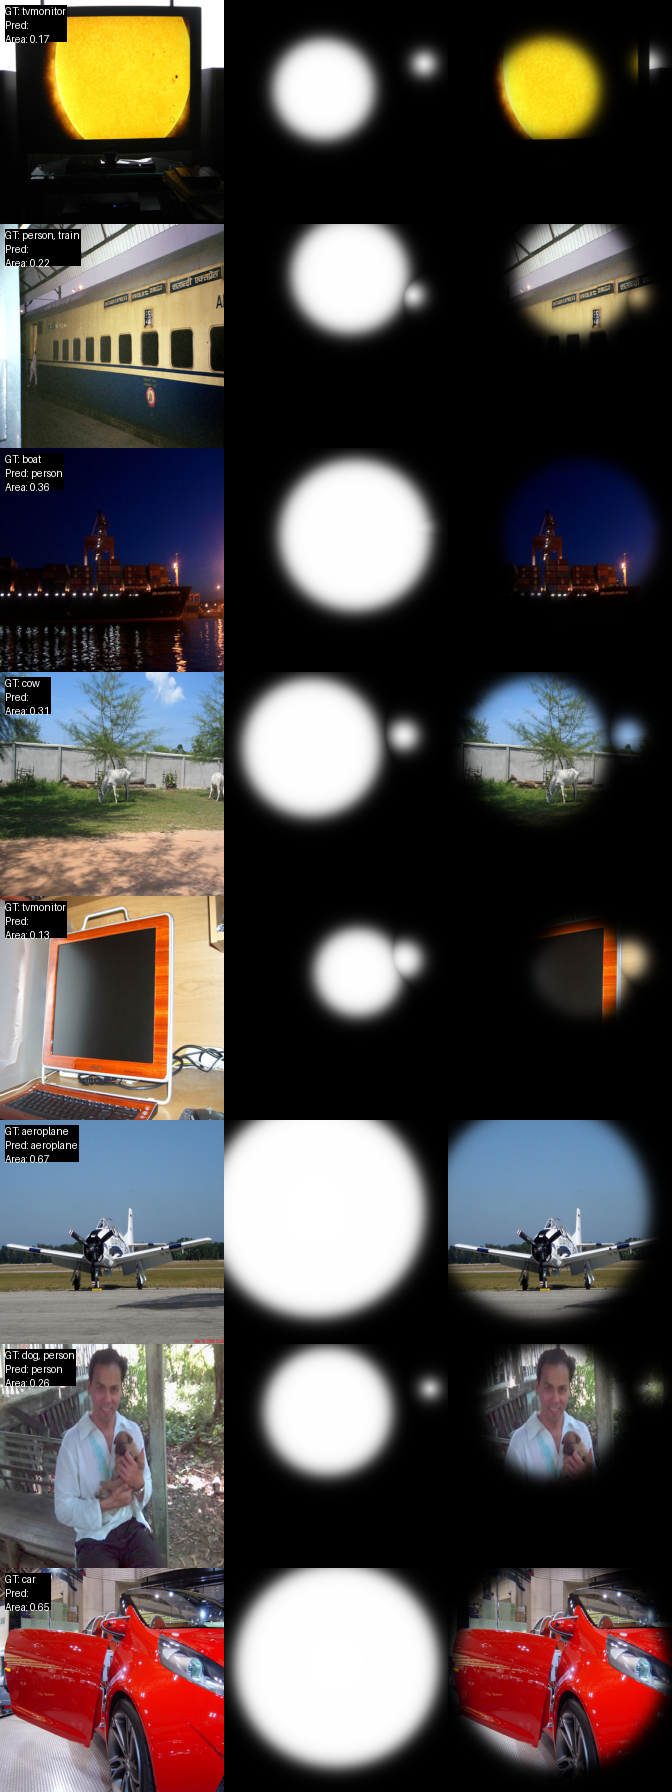 GT: tvmonitor
Pred:
Area: 0.17
GT: person, train
Pred:
Area: 0.22
GT: boat
Pred: person
Area: 0.36
GT: cow
Pred:
Area: 0.31
GT: tvmonitor
Pred:
Area: 0.13
GT: aeroplane
Pred: aeroplane
Area: 0.67
GT: dog, person
Pred: person
Area: 0.26
GT: car
Pred:
Area: 0.65